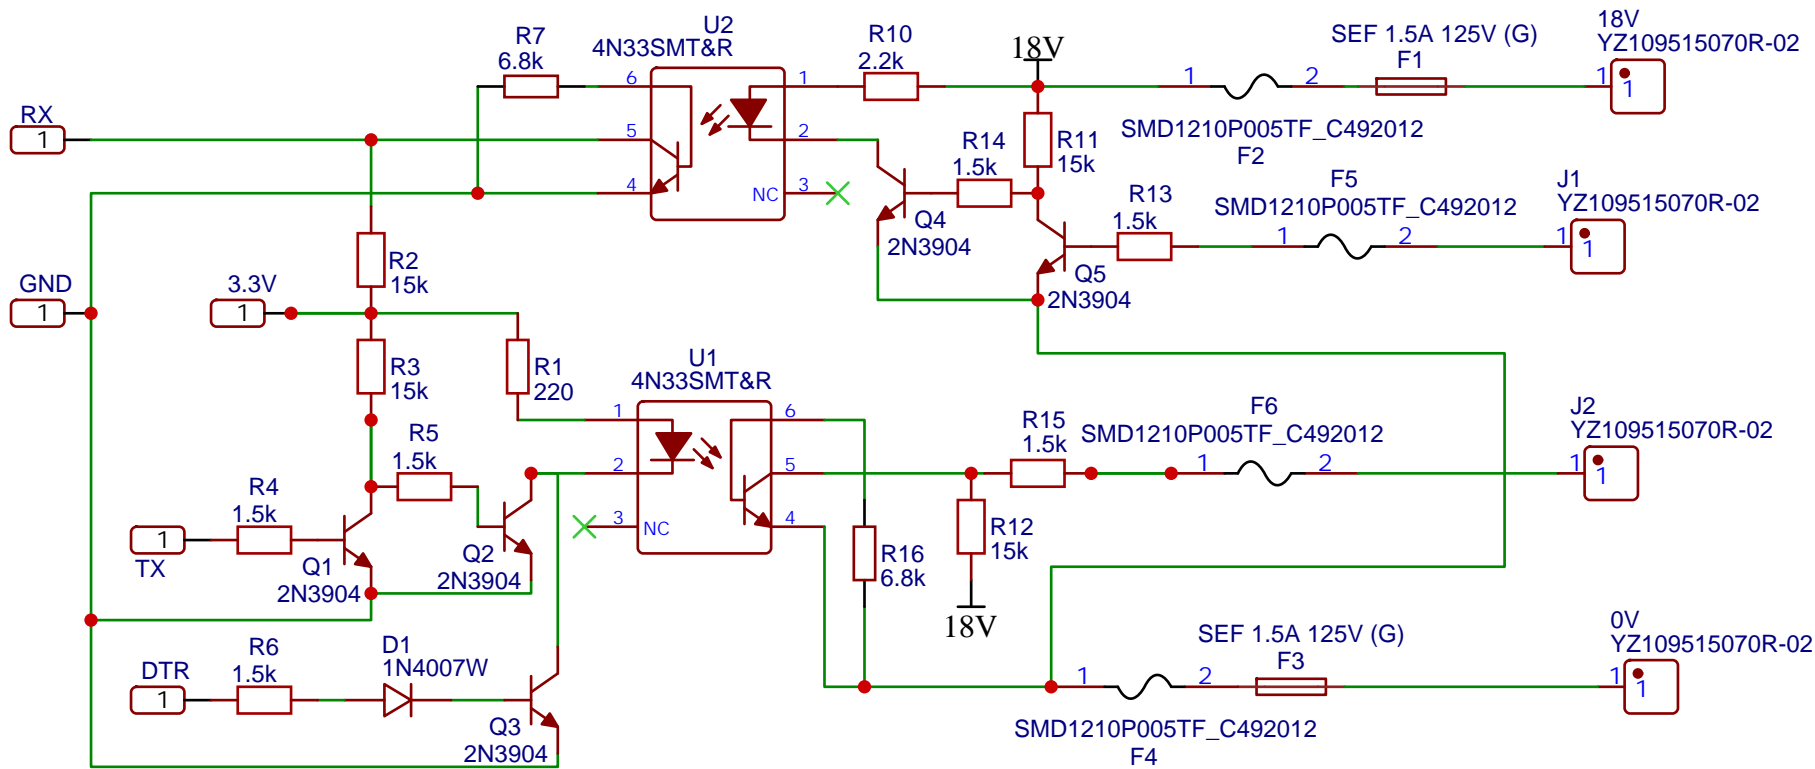 U2
4N33SMT&R
R7
6.8k
6
5
4
1
2
3
NC
R10
2.2k
18V
SEF 1.5A 125V (G)
F1
1
2
18V
YZ109515070R-02
1
1
RX
1
SMD1210P005TF_C492012
F2
R14
1.5k
R11
15k
R13
1.5k
F5
SMD1210P005TF_C492012
1
2
J1
YZ109515070R-02
1
1
Q4
2N3904
Q5
2N3904
GND
1
3.3V
1
R2
15k
R3
15k
R1
220
U1
4N33SMT&R
1
2
3
NC
6
5
4
R15
1.5k
F6
SMD1210P005TF_C492012
1
2
J2
YZ109515070R-02
1
1
R5
1.5k
R4
1.5k
1
TX
Q1
2N3904
Q2
2N3904
R16
6.8k
R12
15k
18V
DTR
1
R6
1.5k
D1
1N4007W
Q3
2N3904
SEF 1.5A 125V (G)
F3
1
2
SMD1210P005TF_C492012
F4
0V
YZ109515070R-02
1
1